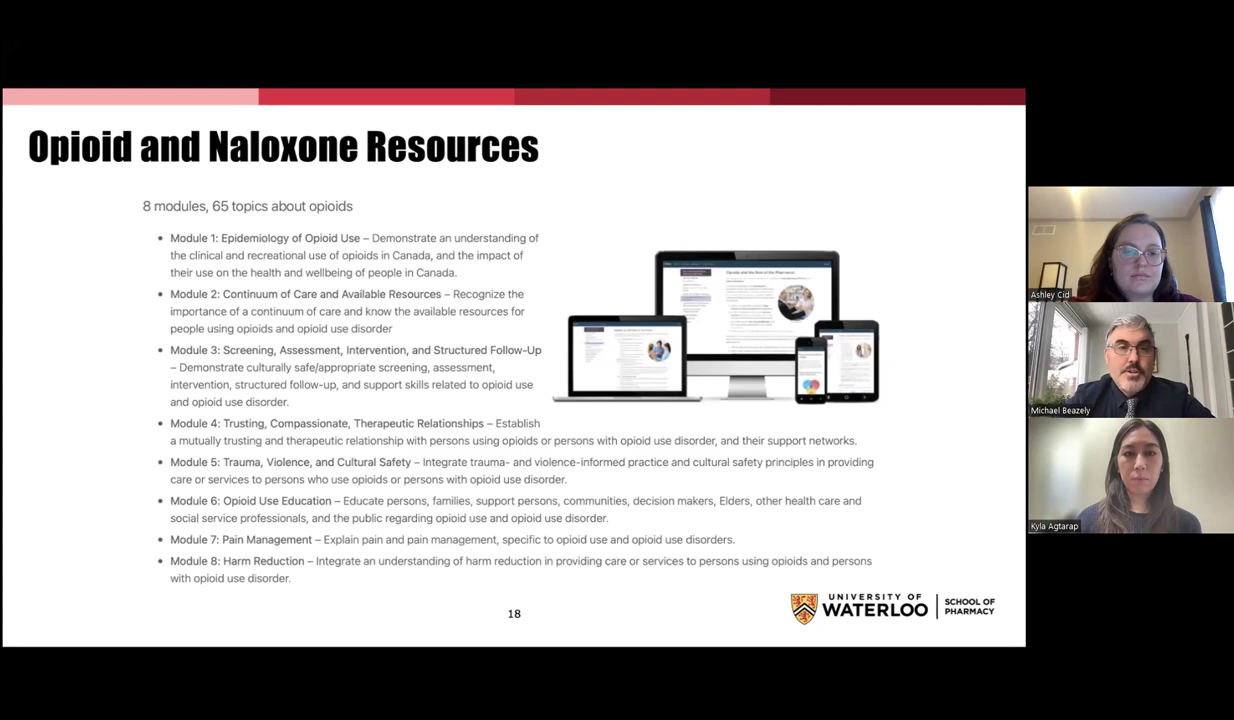 Opioid and Naloxone Resources
8 modules, 65 topics about opioids
• Module 1: Epidemiology of Opioid Use – Demonstrate an understanding of
the clinical and recreational use of opioids in Canada, and the impact of
their use on the health and wellbeing of people in Canada.
• Module 2: Continuum of Care and Available Resources – Recognize the
importance of a continuum of care and know the available resources for
people using opioids and opioid use disorder
• Module 3: Screening, Assessment, Intervention, and Structured Follow-Up
– Demonstrate culturally safe/appropriate screening, assessment,
intervention, structured follow-up, and support skills related to opioid use
and opioid use disorder.
• Module 4: Trusting, Compassionate, Therapeutic Relationships – Establish
a mutually trusting and therapeutic relationship with persons using opioids or persons with opioid use disorder, and their support networks.
• Module 5: Trauma, Violence, and Cultural Safety – Integrate trauma- and violence-informed practice and cultural safety principles in providing
care or services to persons who use opioids or persons with opioid use disorder.
• Module 6: Opioid Use Education – Educate persons, families, support persons, communities, decision makers, Elders, other health care and
social service professionals, and the public regarding opioid use and opioid use disorder.
• Module 7: Pain Management – Explain pain and pain management, specific to opioid use and opioid use disorders.
• Module 8: Harm Reduction – Integrate an understanding of harm reduction in providing care or services to persons using opioids and persons
with opioid use disorder.
Opioids and the Role of the Pharmacist
18
UNIVERSITY OF
WATERLOO
SCHOOL OF
PHARMACY
Ashley Cid
Michael Beazely
Kyla Agtarap